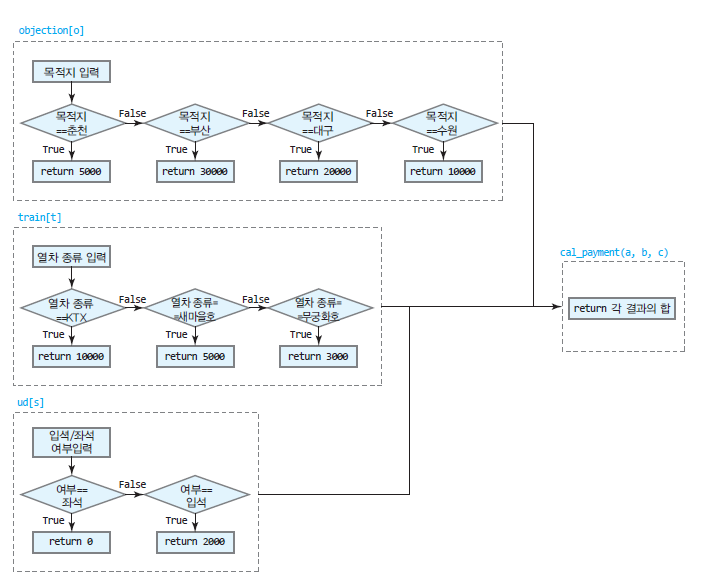 objection[o]
목적지 입력
목적지
==춘천
False
목적지
==부산
False
목적지
==대구
False
목적지
==수원
True
True
True
True
return 5000
return 30000
return 20000
return 10000
train[t]
열차 종류 입력
열차 종류
==KTX
False
열차 종류=
=새마을호
False
열차 종류=
=무궁화호
True
True
True
return 10000
return 5000
return 3000
cal_payment(a, b, c)
return 각 결과의 합
ud[s]
입셕/좌석
여부입력
여부==
좌석
False
여부==
입석
True
True
return 0
return 2000